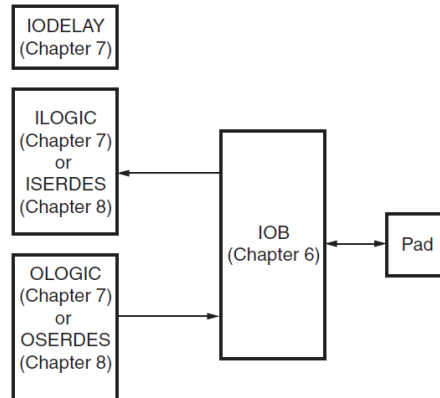 IODELAY
(Chapter 7)
ILOGIC
(Chapter 7)
or
ISERDES
(Chapter 8)
OLOGIC
(Chapter 7)
or
OSERDES
(Chapter 8)
IOB
(Chapter 6)
Pad